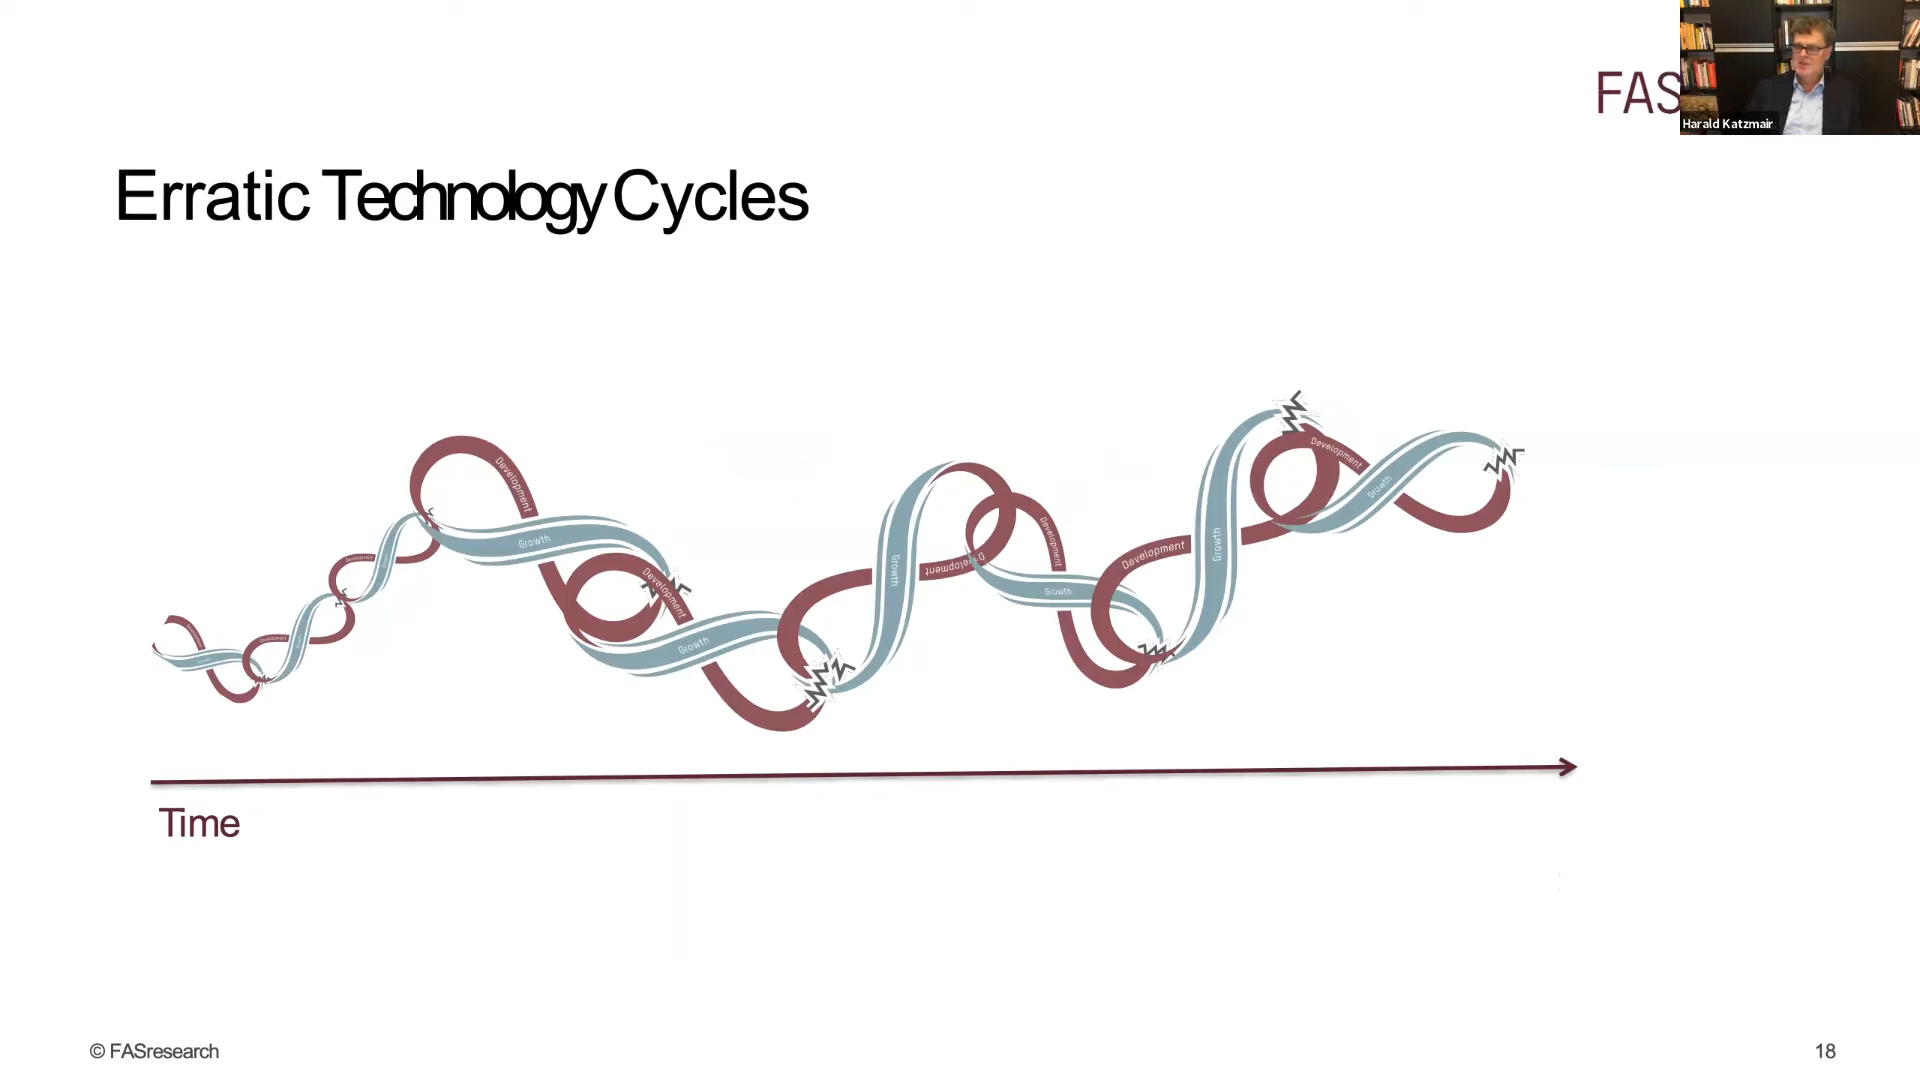 FAS
Harald Katzmair
Erratic Technology Cycles
Development
Growth
Development
Growth
Growth
Development
Development
Growth
Development
Growth
Development
Growth
Time
© FASresearch
18